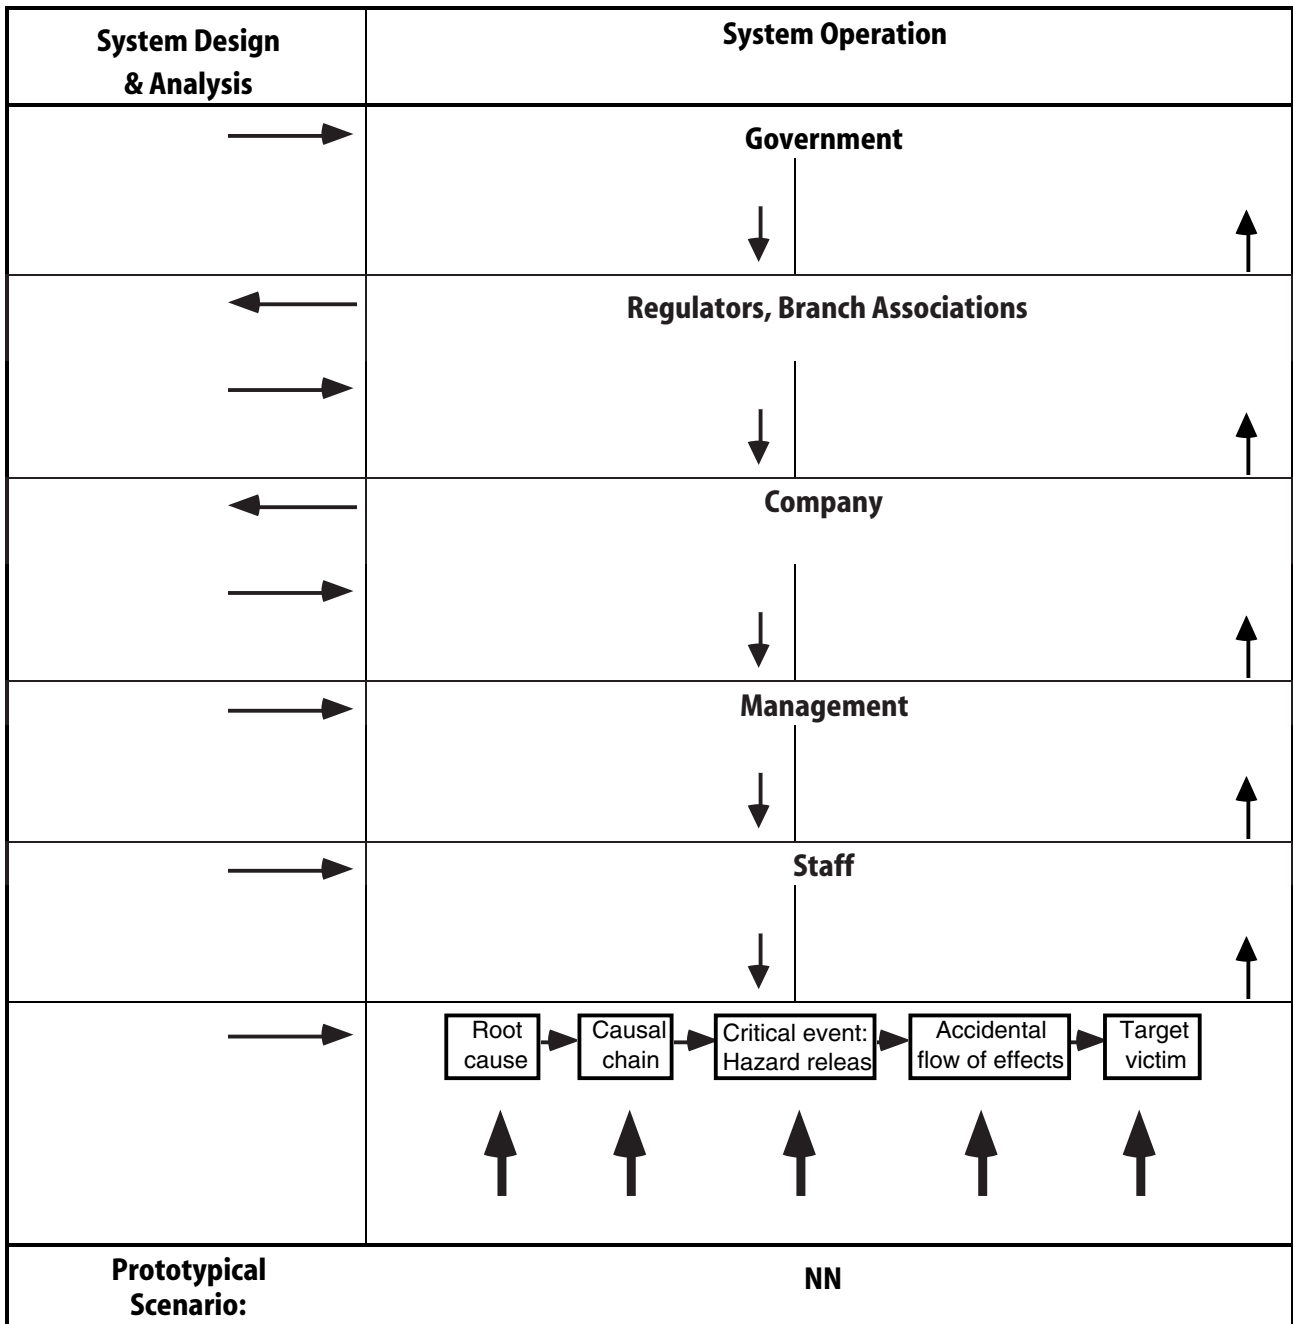 System Design
& Analysis
System Operation
Government
Regulators, Branch Associations
Company
Management
Staff
Root
cause
Causal
chain
Critical event:
Hazard releas
Accidental
flow of effects
Target
victim
Prototypical
Scenario:
NN